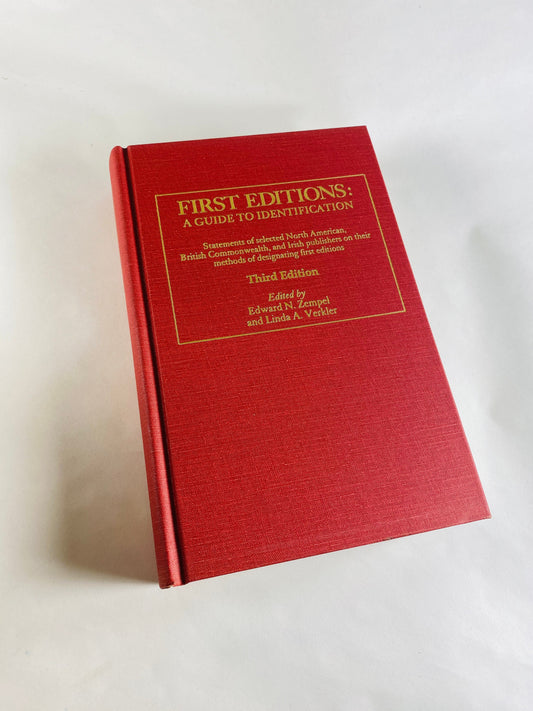 FIRST EDITIONS:
A GUIDE TO IDENTIFICATION
Statements of selected North American,
British Commonwealth, and Irish publishers on their
methods of designating first editions
Third Edition
Edited by
Edward N. Zempel
and Linda A. Verkler